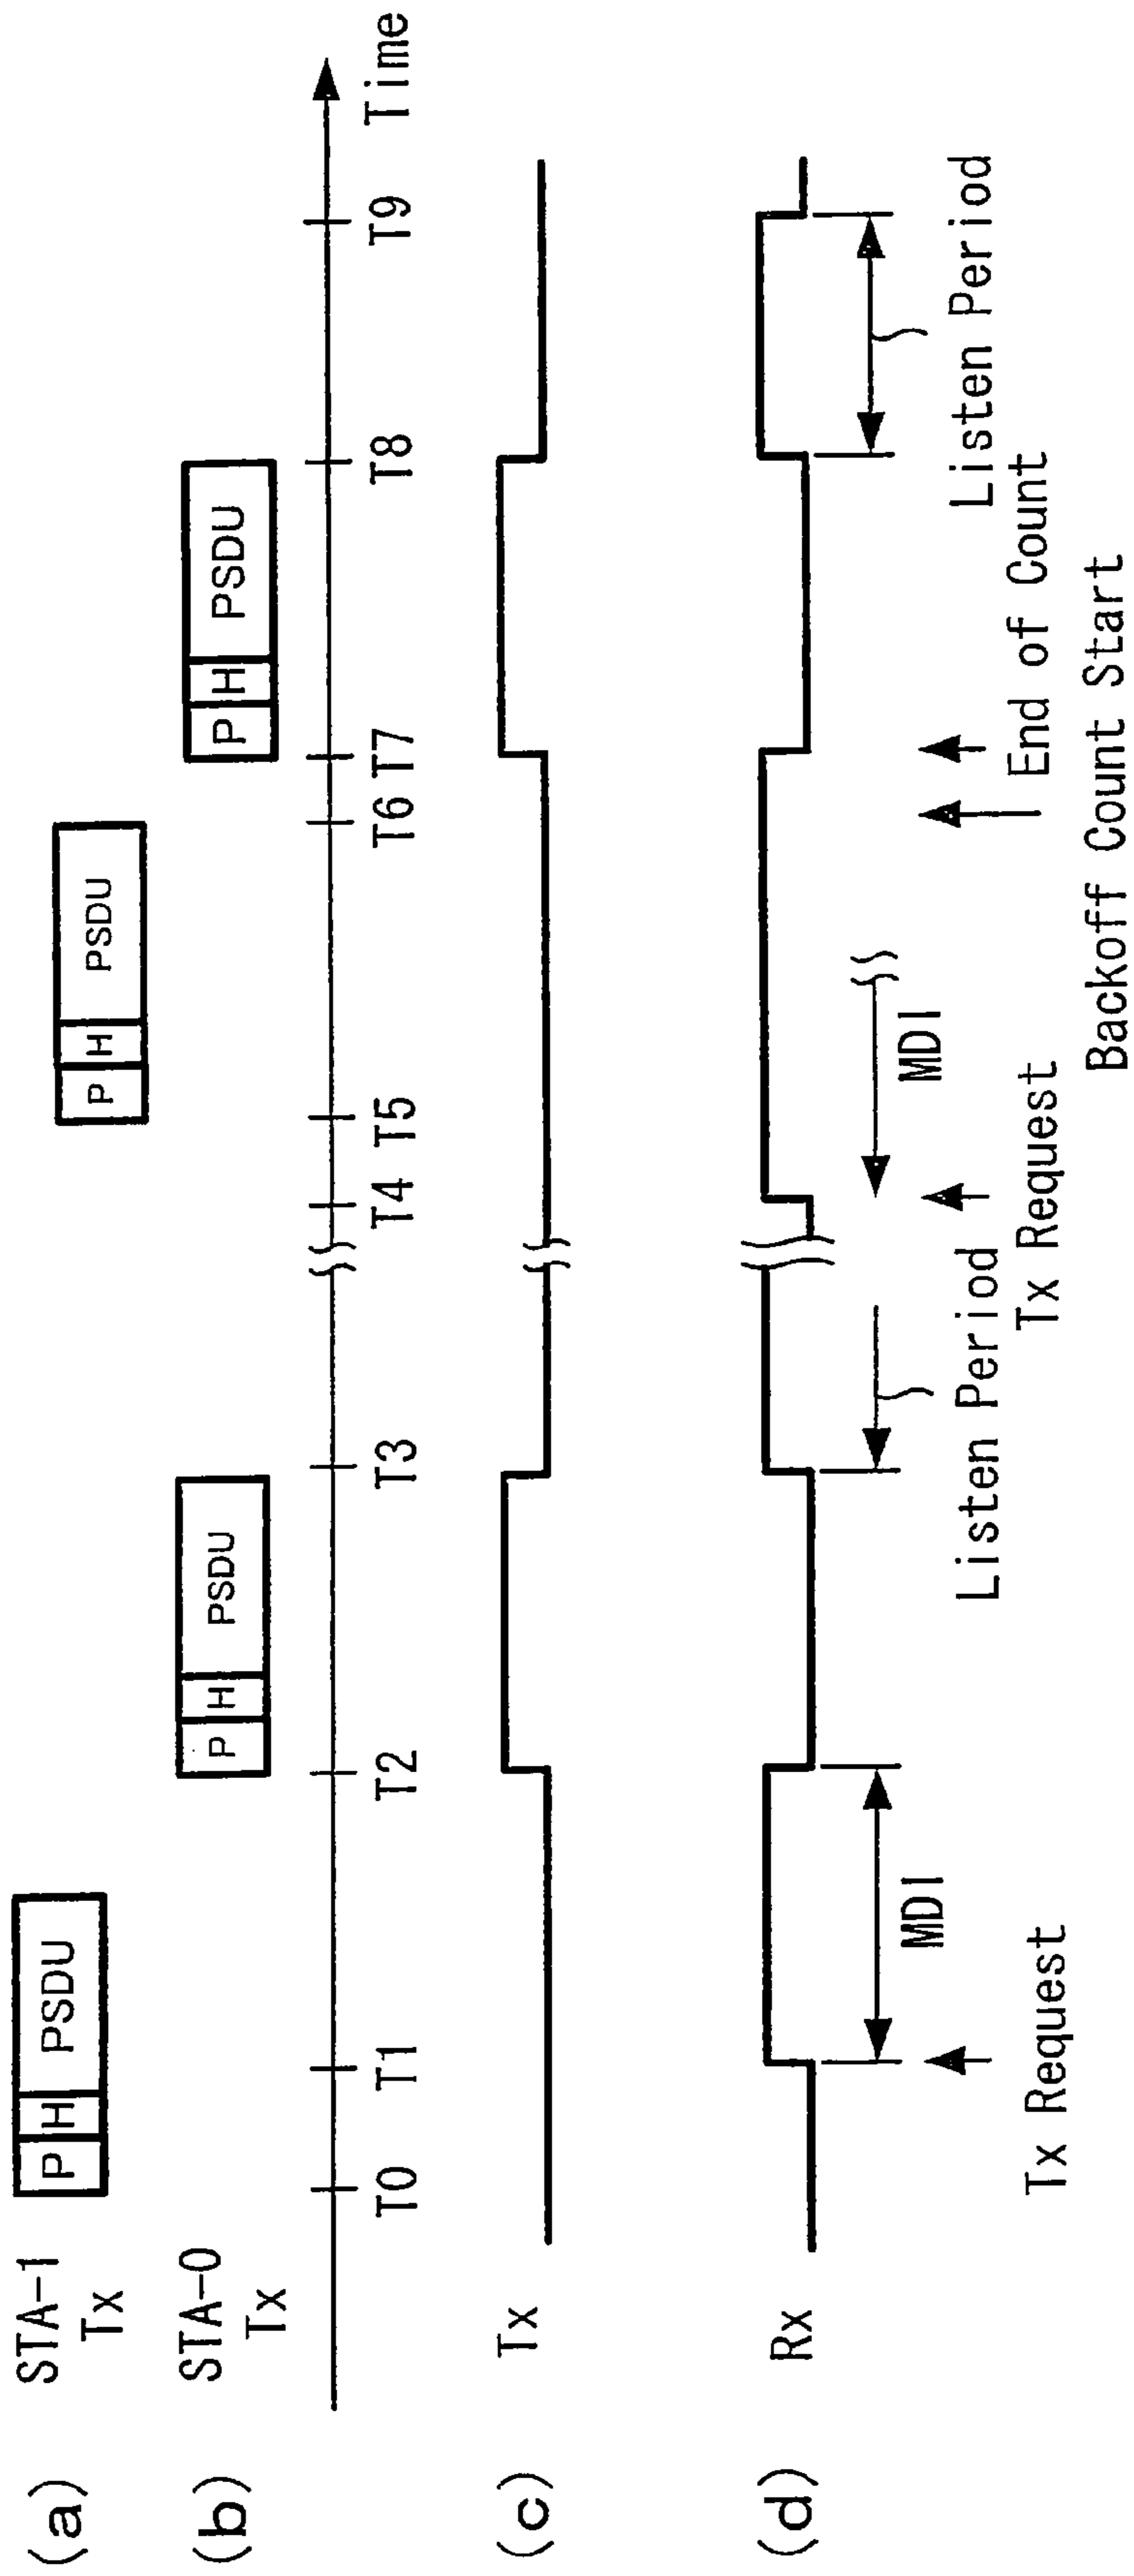 (a)
STA-1
Tx
P H PSDU
P H PSDU
(b)
STA-0
Tx
P H PSDU
P H PSDU
T0 T1 T2 T3 T4 T5 T6 T7 T8 T9
Time
(c)
Tx
(d)
Rx
MDI
Listen Period
MDI
Listen Period
Tx Request
Tx Request
End of Count
Backoff Count Start